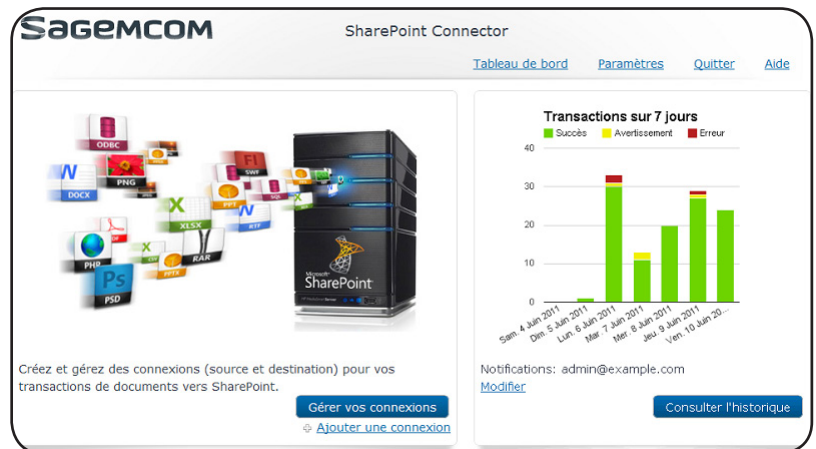 SAGEMCOM
SharePoint Connector
Tableau de bord Paramètres Quitter Aide
ODBC
PNG
W
DOCX
Fl
SWF
PPT
SQL
W
RTF
X
XLSX
RAR
PHP
X
PPTX
Ps
PSD
Microsoft
SharePoint
Créez et gérez des connexions (source et destination) pour vos
transactions de documents vers SharePoint.
Gérer vos connexions
Ajouter une connexion
Transactions sur 7 jours
Succès Avertissement Erreur
40
30
20
10
0
Sam. 4 Juin 2011
Dim. 5 Juin 2011
Lun. 6 Juin 2011
Mar. 7 Juin 2011
Mer. 8 Juin 2011
Jeu. 9 Juin 2011
Ven. 10 Juin 20...
Notifications: admin@example.com
Modifier
Consulter l'historique